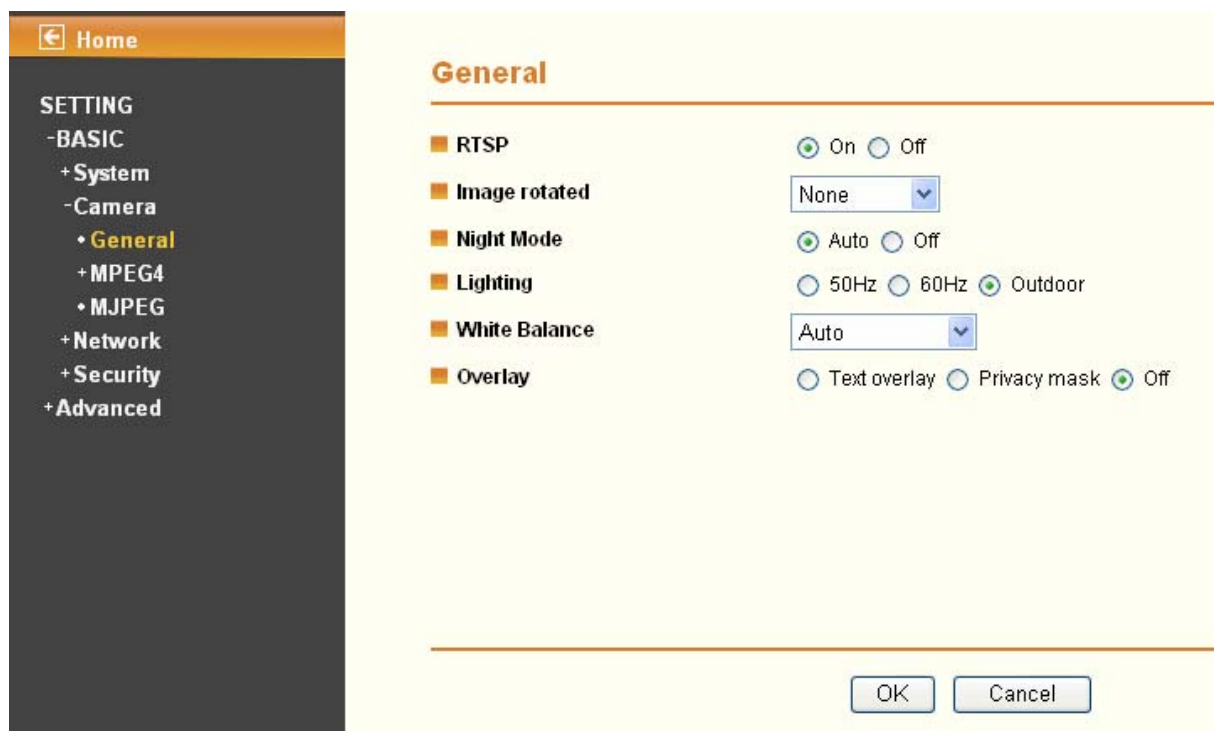 Home
SETTING
-BASIC
+System
-Camera
•General
+MPEG4
•MJPEG
+Network
+Security
+Advanced
General
RTSP On Off
Image rotated None
Night Mode Auto Off
Lighting 50Hz 60Hz Outdoor
White Balance Auto
Overlay Text overlay Privacy mask Off
OK Cancel